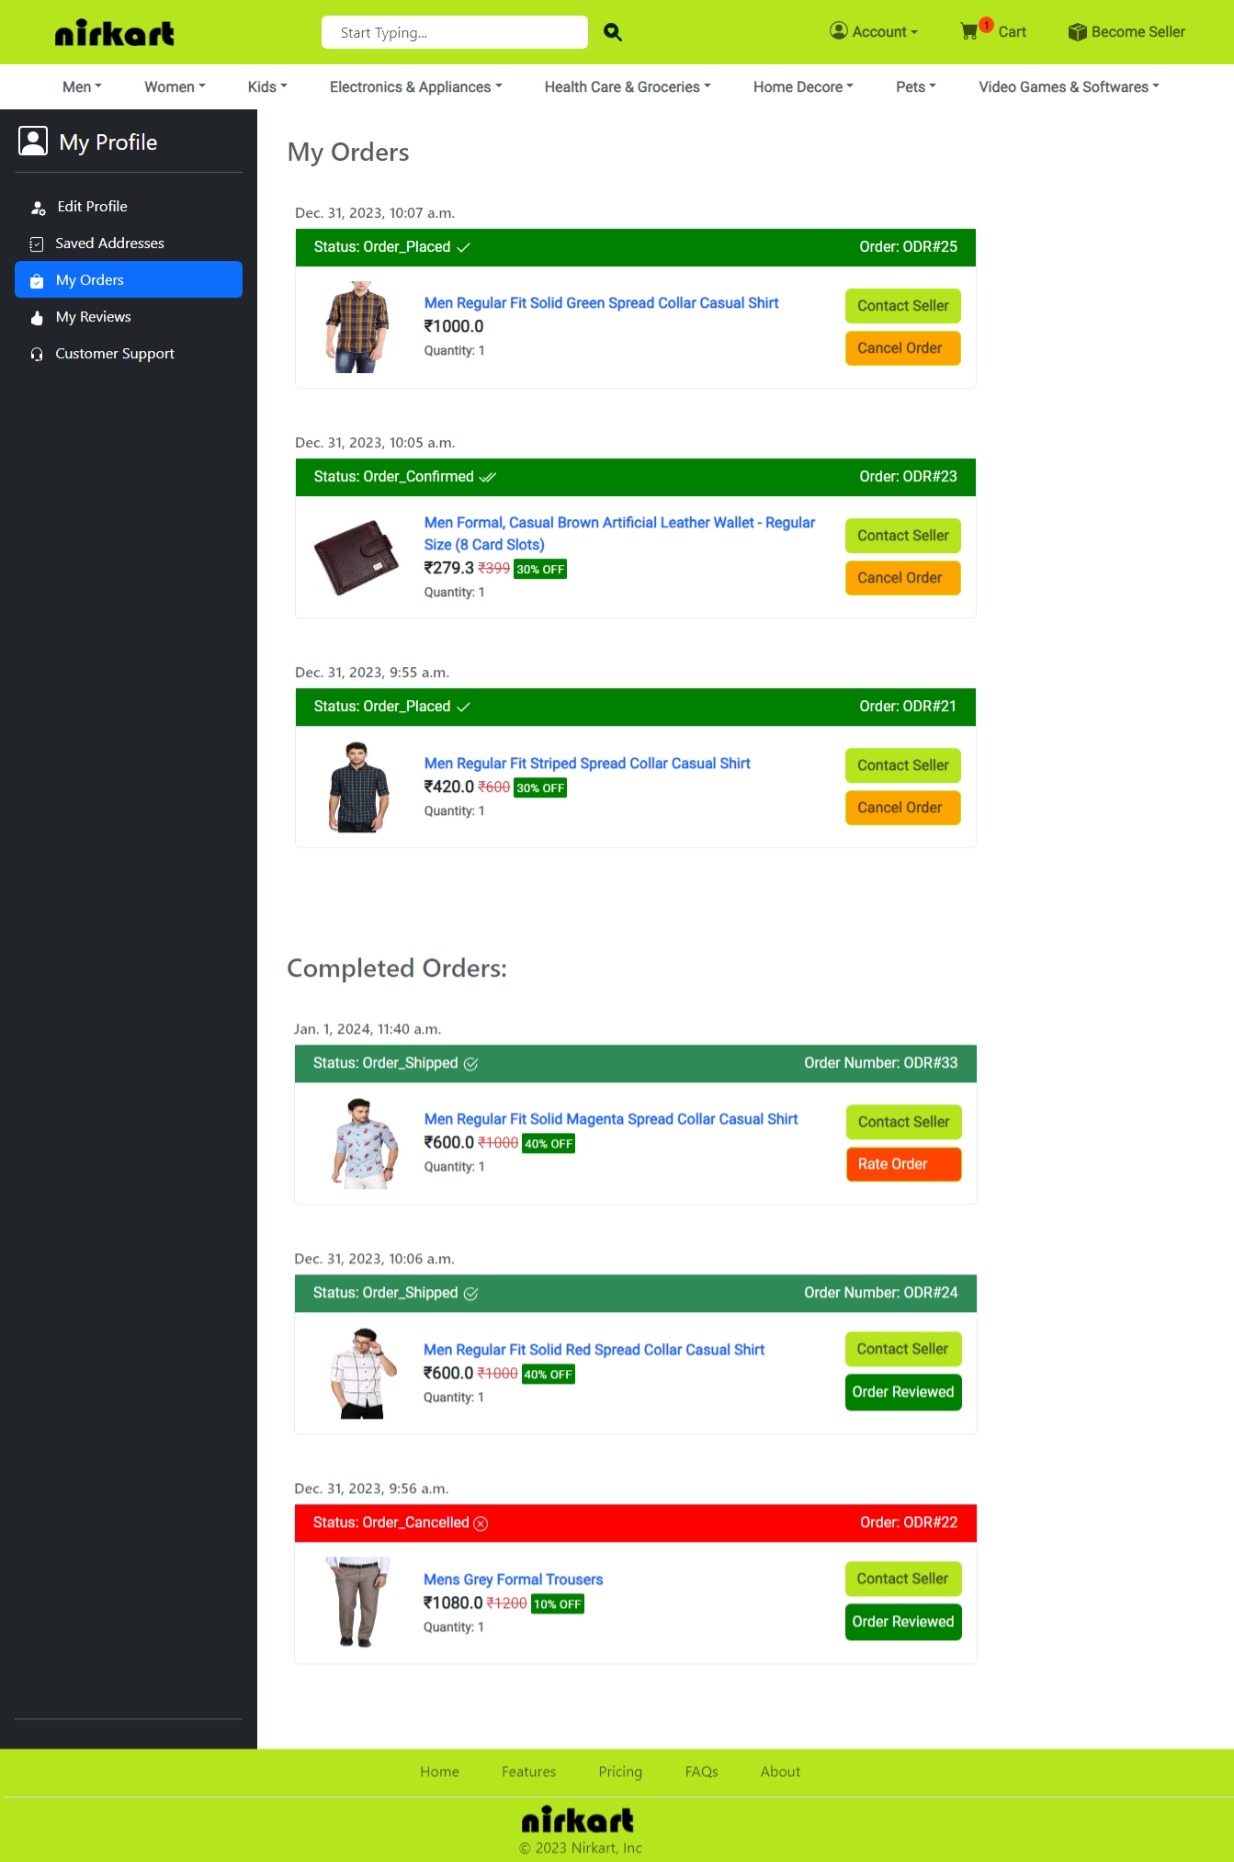 nirkart
Start Typing...
Account
1
Cart
Become Seller
Men
Women
Kids
Electronics & Appliances
Health Care & Groceries
Home Decore
Pets
Video Games & Softwares
My Profile
Edit Profile
Saved Addresses
My Orders
My Reviews
Customer Support
My Orders
Dec. 31, 2023, 10:07 a.m.
Status: Order_Placed
Order: ODR#25
Men Regular Fit Solid Green Spread Collar Casual Shirt
₹1000.0
Quantity: 1
Contact Seller
Cancel Order
Dec. 31, 2023, 10:05 a.m.
Status: Order_Confirmed
Order: ODR#23
Men Formal, Casual Brown Artificial Leather Wallet - Regular
Size (8 Card Slots)
₹279.3 ₹399 30% OFF
Quantity: 1
Contact Seller
Cancel Order
Dec. 31, 2023, 9:55 a.m.
Status: Order_Placed
Order: ODR#21
Men Regular Fit Striped Spread Collar Casual Shirt
₹420.0 ₹600 30% OFF
Quantity: 1
Contact Seller
Cancel Order
Completed Orders:
Jan. 1, 2024, 11:40 a.m.
Status: Order_Shipped
Order Number: ODR#33
Men Regular Fit Solid Magenta Spread Collar Casual Shirt
₹600.0 ₹1000 40% OFF
Quantity: 1
Contact Seller
Rate Order
Dec. 31, 2023, 10:06 a.m.
Status: Order_Shipped
Order Number: ODR#24
Men Regular Fit Solid Red Spread Collar Casual Shirt
₹600.0 ₹1000 40% OFF
Quantity: 1
Contact Seller
Order Reviewed
Dec. 31, 2023, 9:56 a.m.
Status: Order_Cancelled
Order: ODR#22
Mens Grey Formal Trousers
₹1080.0 ₹1200 10% OFF
Quantity: 1
Contact Seller
Order Reviewed
Home
Features
Pricing
FAQs
About
nirkart
© 2023 Nirkart, Inc